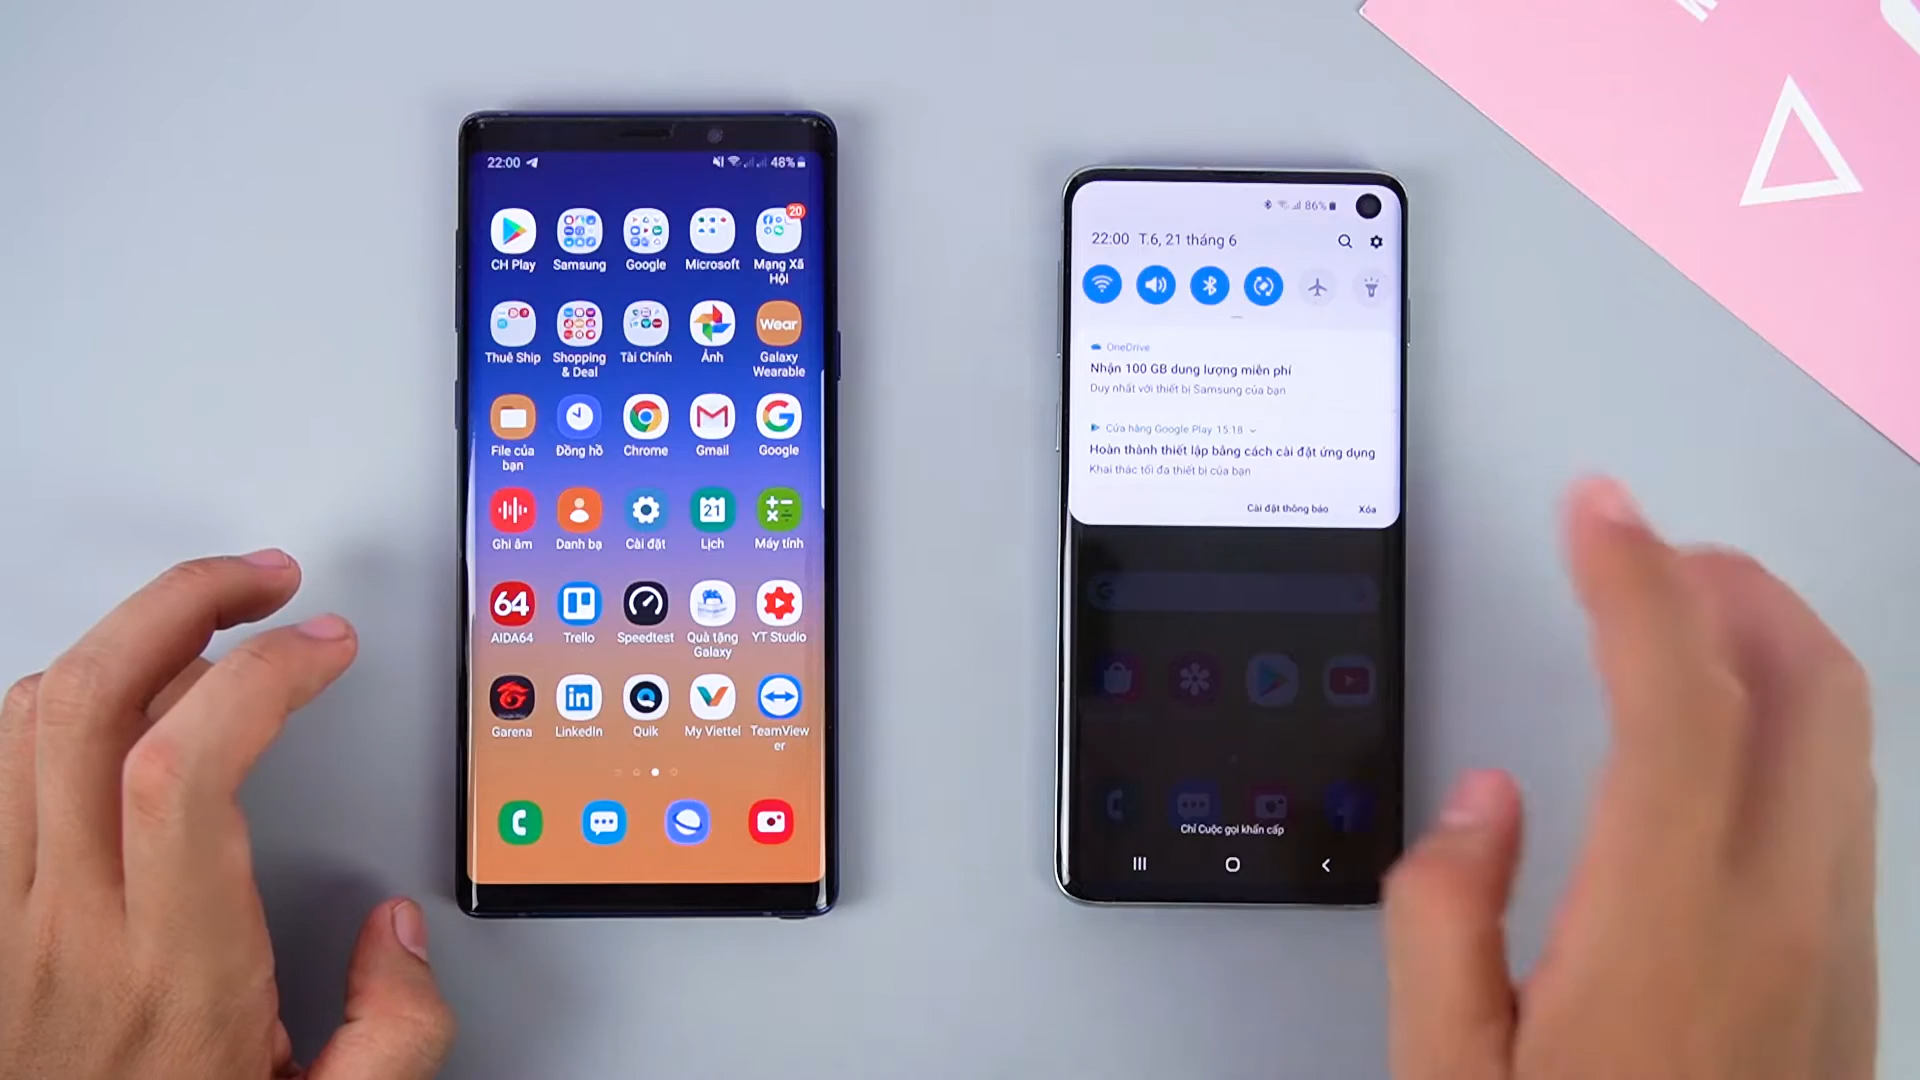 22:00
48%
CH Play
Samsung
Google
Microsoft
20
Mạng Xã
Hội
Thuê Ship
Shopping
& Deal
Tài Chính
Ảnh
Wear
Galaxy
Wearable
File của
bạn
Đồng hồ
Chrome
Gmail
Google
Ghi âm
Danh bạ
Cài đặt
21
Lịch
Máy tính
64
AIDA64
Trello
Speedtest
Quà tặng
Galaxy
YT Studio
Garena
in
LinkedIn
Quik
My Viettel
TeamView
er
86%
22:00 T.6, 21 tháng 6
OneDrive
Nhận 100 GB dung lượng miễn phí
Duy nhất với thiết bị Samsung của bạn
Cửa hàng Google Play 15:18
Hoàn thành thiết lập bằng cách cài đặt ứng dụng
Khai thác tối đa thiết bị của bạn
Cài đặt thông báo
Xóa
Chỉ Cuộc gọi khẩn cấp